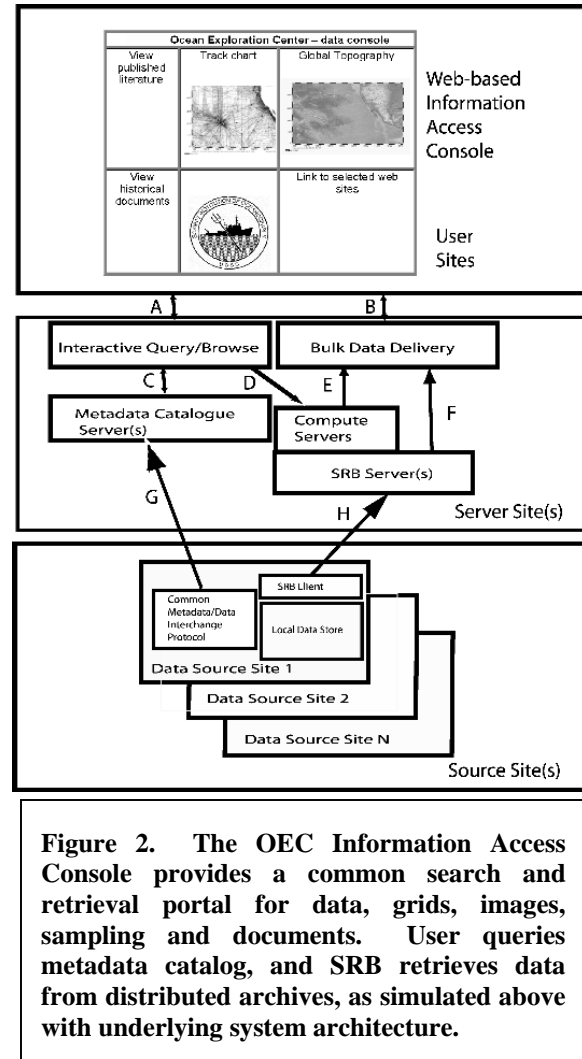 Ocean Exploration Center – data console
View
published
literature
Track chart
Global Topography
View
historical
documents
Link to selected web
sites
Web-based
Information
Access
Console
User
Sites
A
B
Interactive Query/Browse
Bulk Data Delivery
C
D
E
F
Metadata Catalogue
Server(s)
Compute
Servers
SRB Server(s)
G
H
Server Site(s)
SRB Llient
Common
Metadata/Data
Interchange
Protocol
Local Data Store
Data Source Site 1
Data Source Site 2
Data Source Site N
Source Site(s)
Figure 2. The OEC Information Access
Console provides a common search and
retrieval portal for data, grids, images,
sampling and documents. User queries
metadata catalog, and SRB retrieves data
from distributed archives, as simulated above
with underlying system architecture.